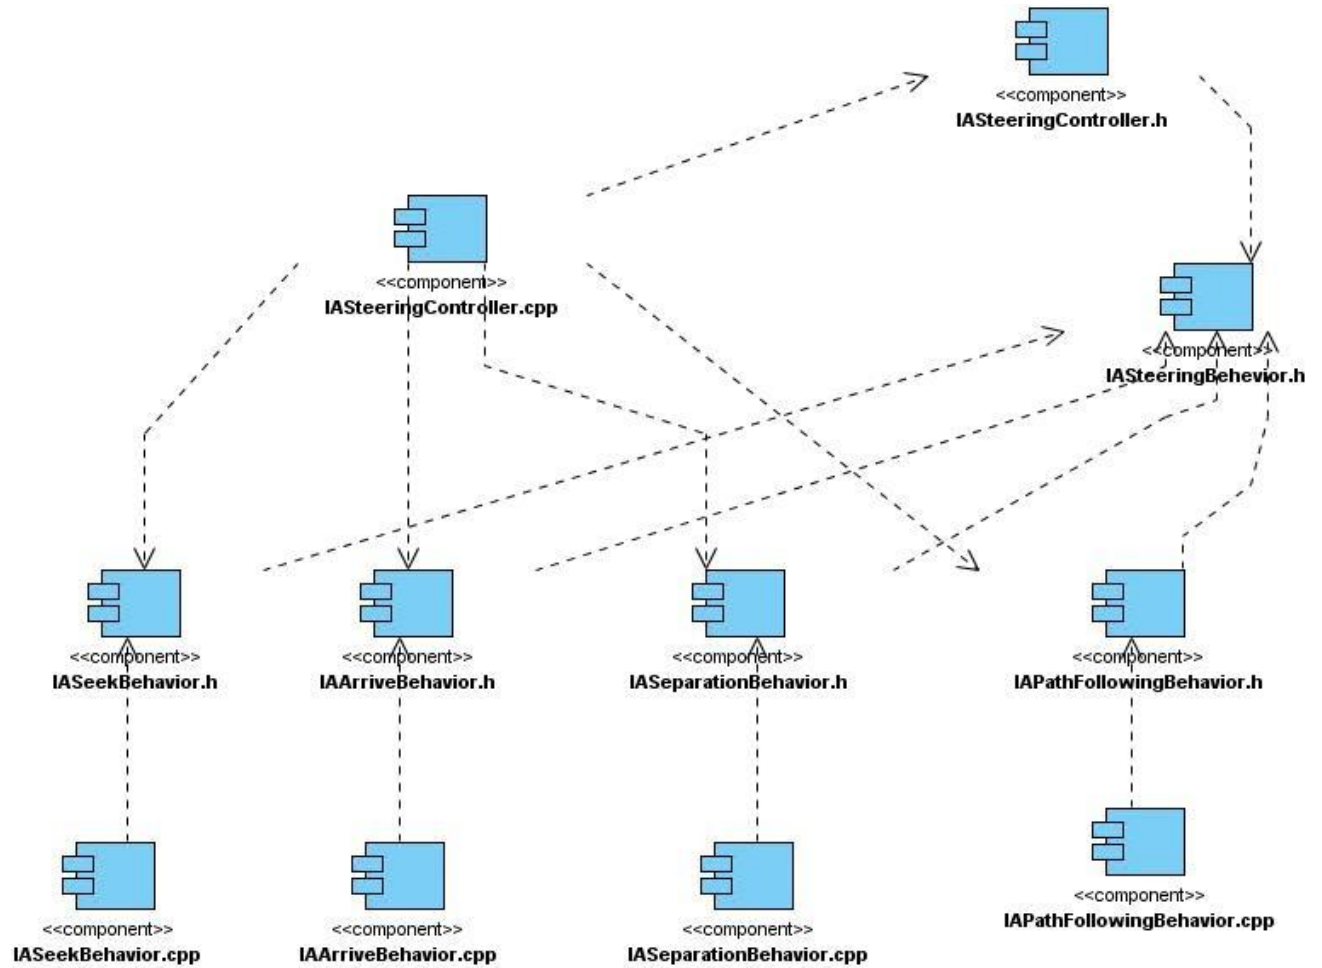 <<component>>
IASteeringController.h
<<component>>
IASteeringController.cpp
<<component>>
IASteeringBehevior.h
<<component>>
IASeekBehavior.h
<<component>>
IAArriveBehavior.h
<<component>>
IASeparationBehavior.h
<<component>>
IAPathFollowingBehavior.h
<<component>>
IASeekBehavior.cpp
<<component>>
IAArriveBehavior.cpp
<<component>>
IASeparationBehavior.cpp
<<component>>
IAPathFollowingBehavior.cpp